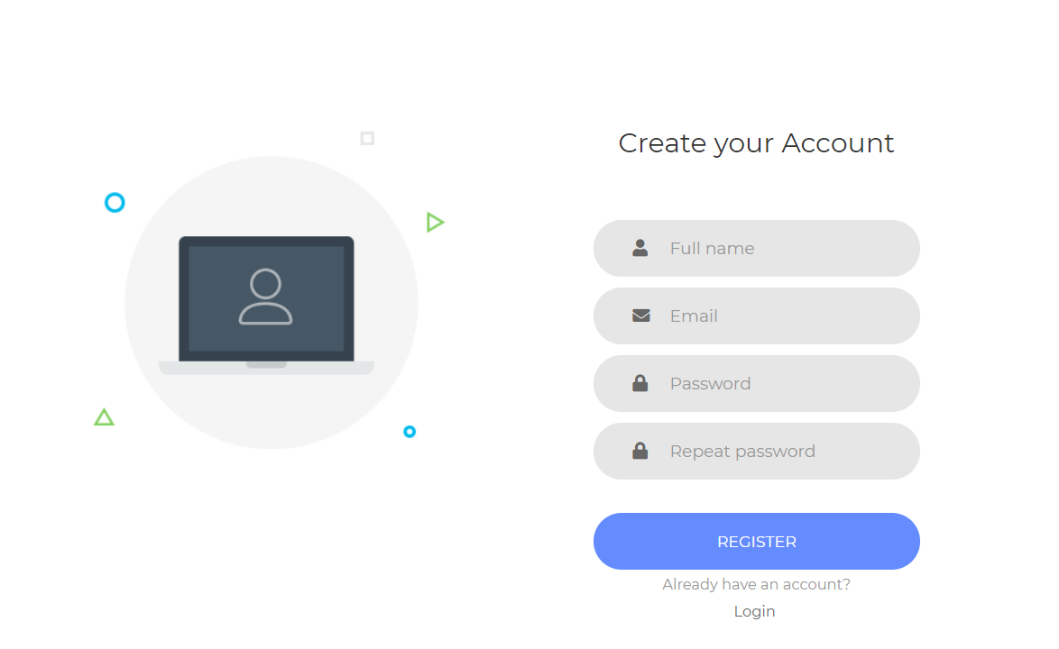 Create your Account
Full name
Email
Password
Repeat password
REGISTER
Already have an account?
Login